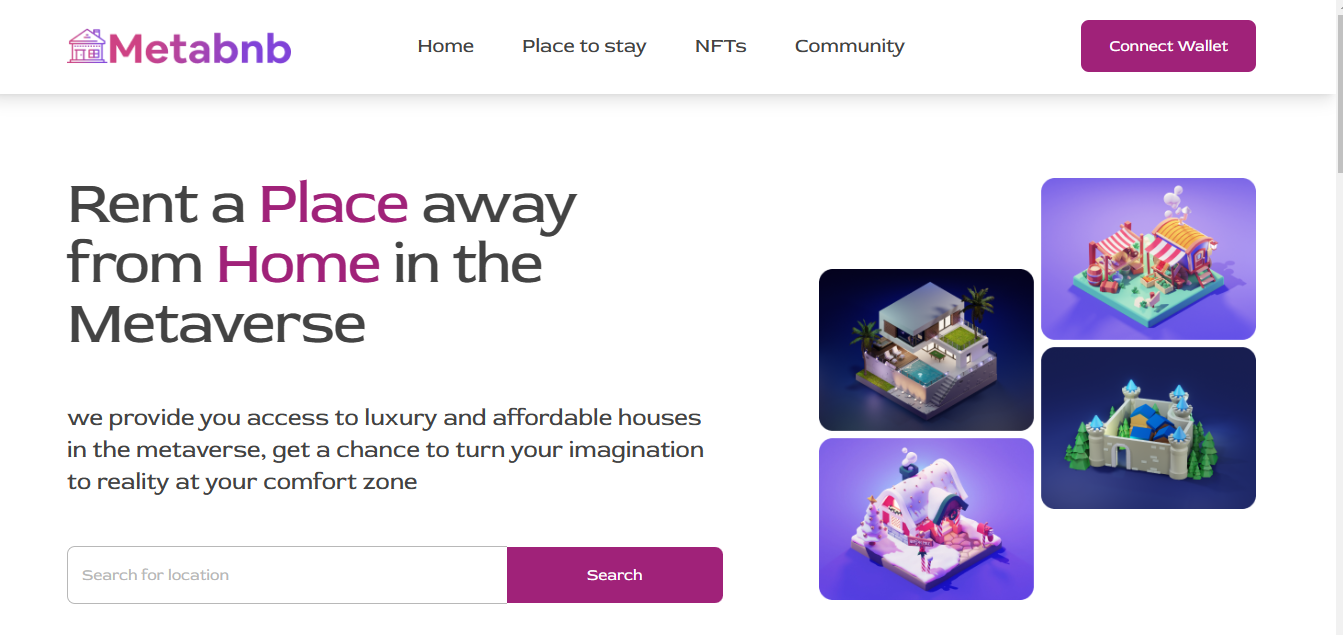 Metabnb
Home
Place to stay
NFTs
Community
Connect Wallet
Rent a Place away
from Home in the
Metaverse
we provide you access to luxury and affordable houses
in the metaverse, get a chance to turn your imagination
to reality at your comfort zone
Search for location
Search